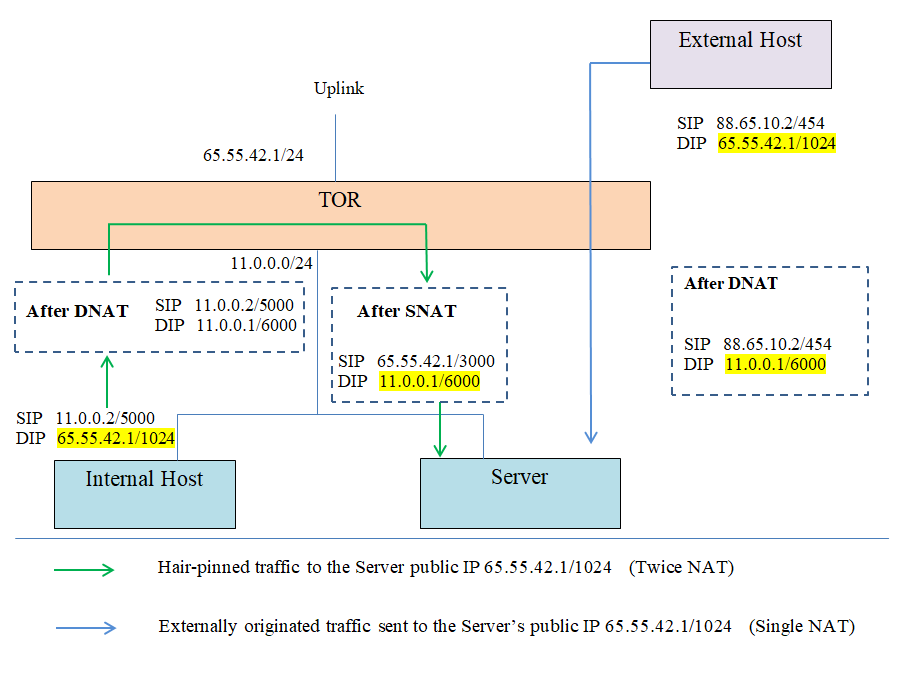 External Host
Uplink
SIP 88.65.10.2/454
DIP 65.55.42.1/1024
65.55.42.1/24
TOR
11.0.0.0/24
After DNAT
SIP 11.0.0.2/5000
DIP 11.0.0.1/6000
After SNAT
SIP 65.55.42.1/3000
DIP 11.0.0.1/6000
After DNAT
SIP 88.65.10.2/454
DIP 11.0.0.1/6000
SIP 11.0.0.2/5000
DIP 65.55.42.1/1024
Internal Host
Server
Hair-pinned traffic to the Server public IP 65.55.42.1/1024 (Twice NAT)
Externally originated traffic sent to the Server’s public IP 65.55.42.1/1024 (Single NAT)